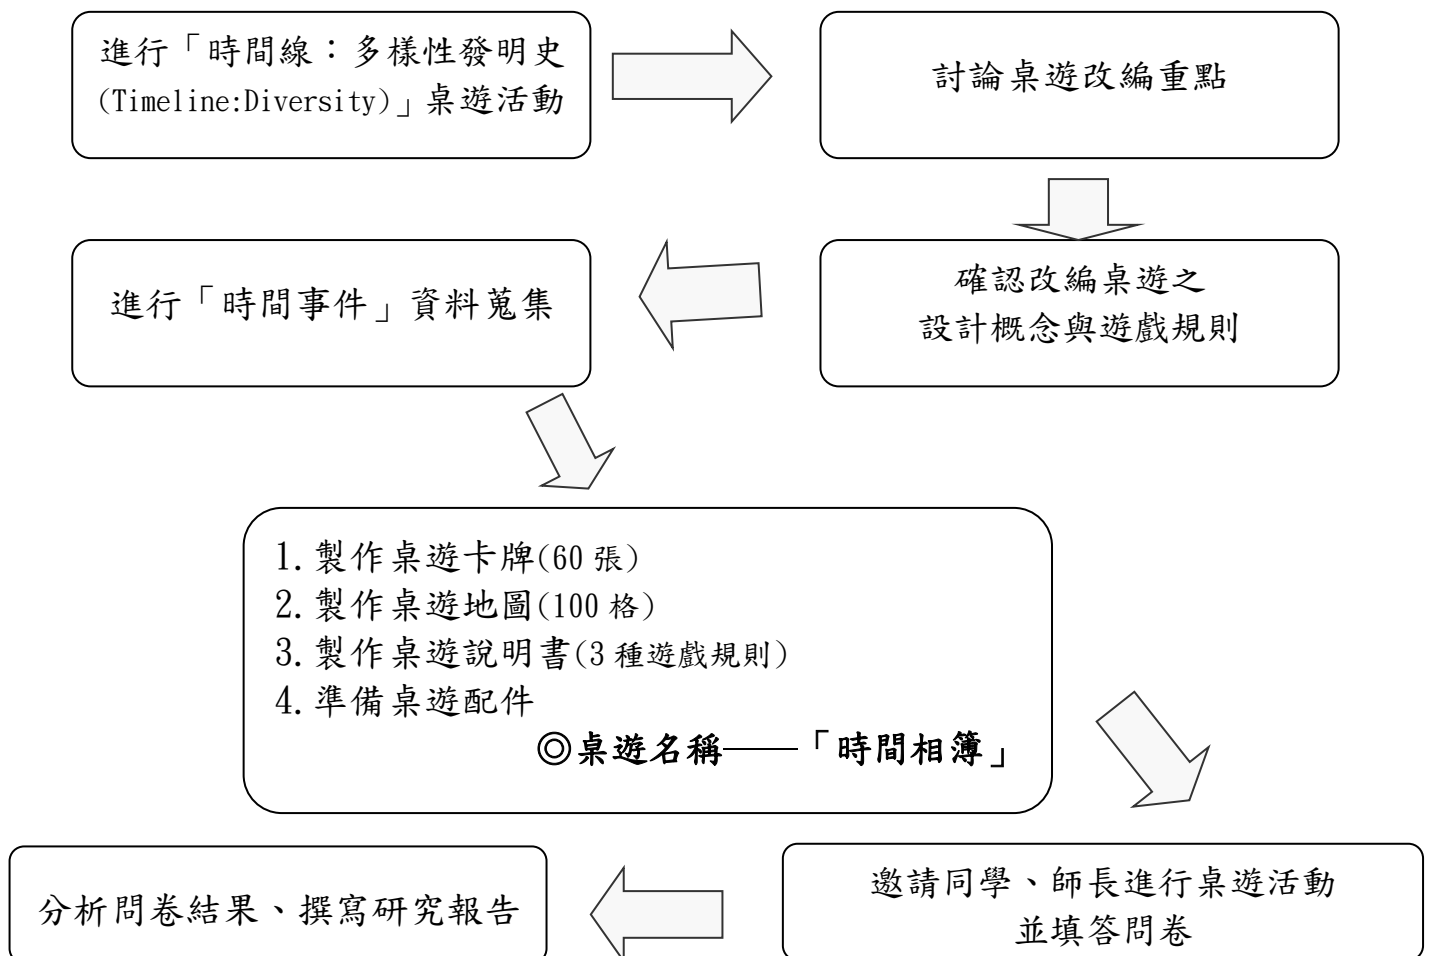 進行「時間線：多樣性發明史
(Timeline:Diversity)」桌遊活動
討論桌遊改編重點
確認改編桌遊之
設計概念與遊戲規則
進行「時間事件」資料蒐集
1.製作桌遊卡牌(60 張)
2.製作桌遊地圖(100 格)
3.製作桌遊說明書(3 種遊戲規則)
4.準備桌遊配件
◎桌遊名稱——「時間相簿」
邀請同學、師長進行桌遊活動
並填答問卷
分析問卷結果、撰寫研究報告